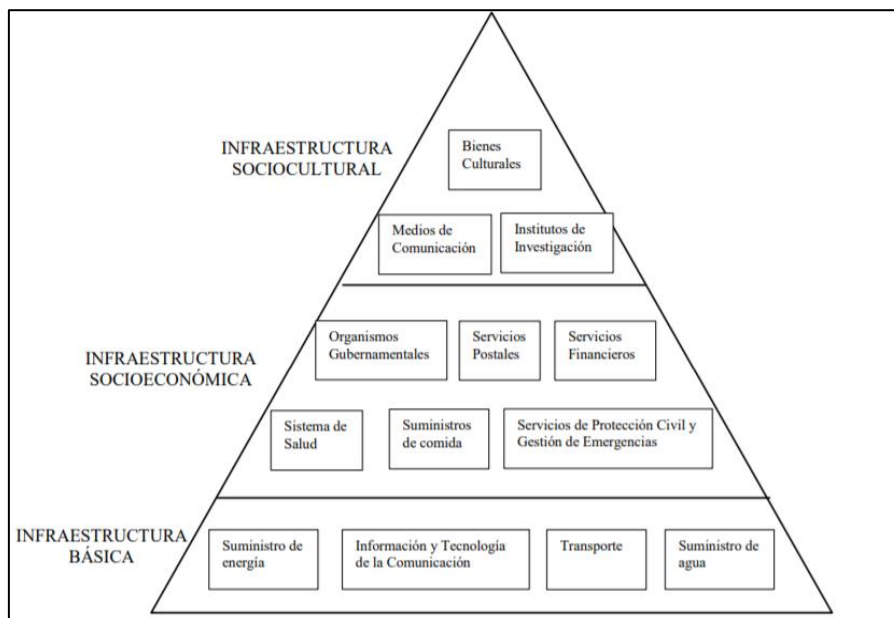 INFRAESTRUCTURA
SOCIOCULTURAL
Bienes
Culturales
Medios de
Comunicación
Institutos de
Investigación
INFRAESTRUCTURA
SOCIOECONÓMICA
Organismos
Gubernamentales
Servicios
Postales
Servicios
Financieros
Sistema de
Salud
Suministros
de comida
Servicios de Protección Civil y
Gestión de Emergencias
INFRAESTRUCTURA
BÁSICA
Suministro de
energía
Información y Tecnología
de la Comunicación
Transporte
Suministro de
agua